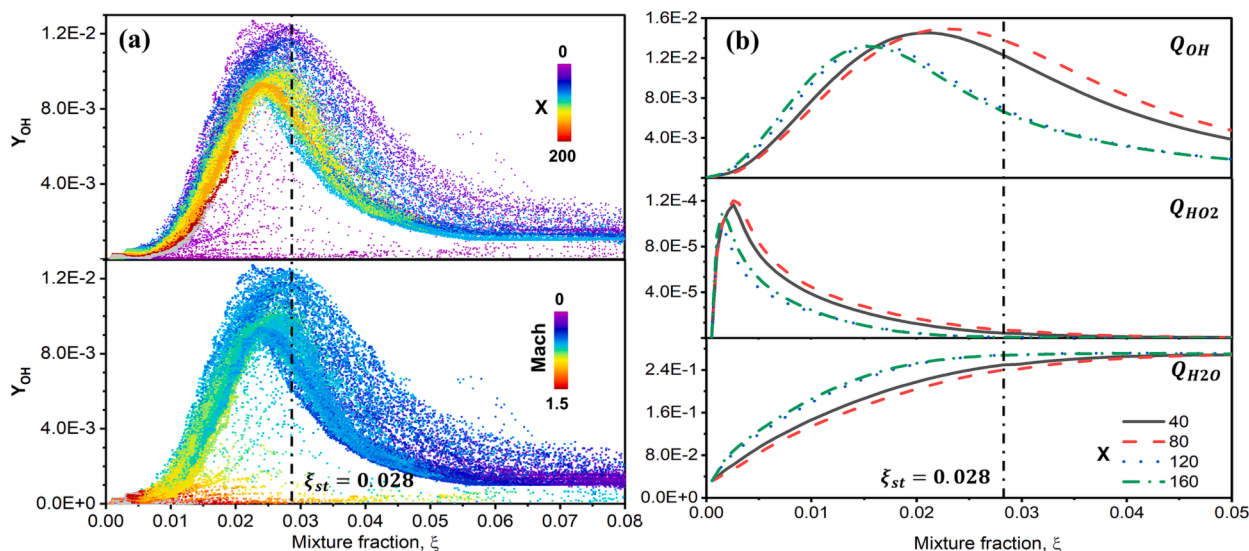 (a)
1.2E-2
8.0E-3
4.0E-3
Y_OH
0
X
200
1.2E-2
8.0E-3
4.0E-3
0.0E+0
Y_OH
0
Mach
1.5
ξ_st = 0.028
0.00 0.01 0.02 0.03 0.04 0.05 0.06 0.07 0.08
Mixture fraction, ξ
(b)
1.6E-2
1.2E-2
8.0E-3
4.0E-3
Q_OH
1.2E-4
8.0E-5
4.0E-5
Q_HO2
2.4E-1
1.6E-1
8.0E-2
0.0E+0
Q_H2O
X
40
80
120
160
ξ_st = 0.028
0.00 0.01 0.02 0.03 0.04 0.05
Mixture fraction, ξ